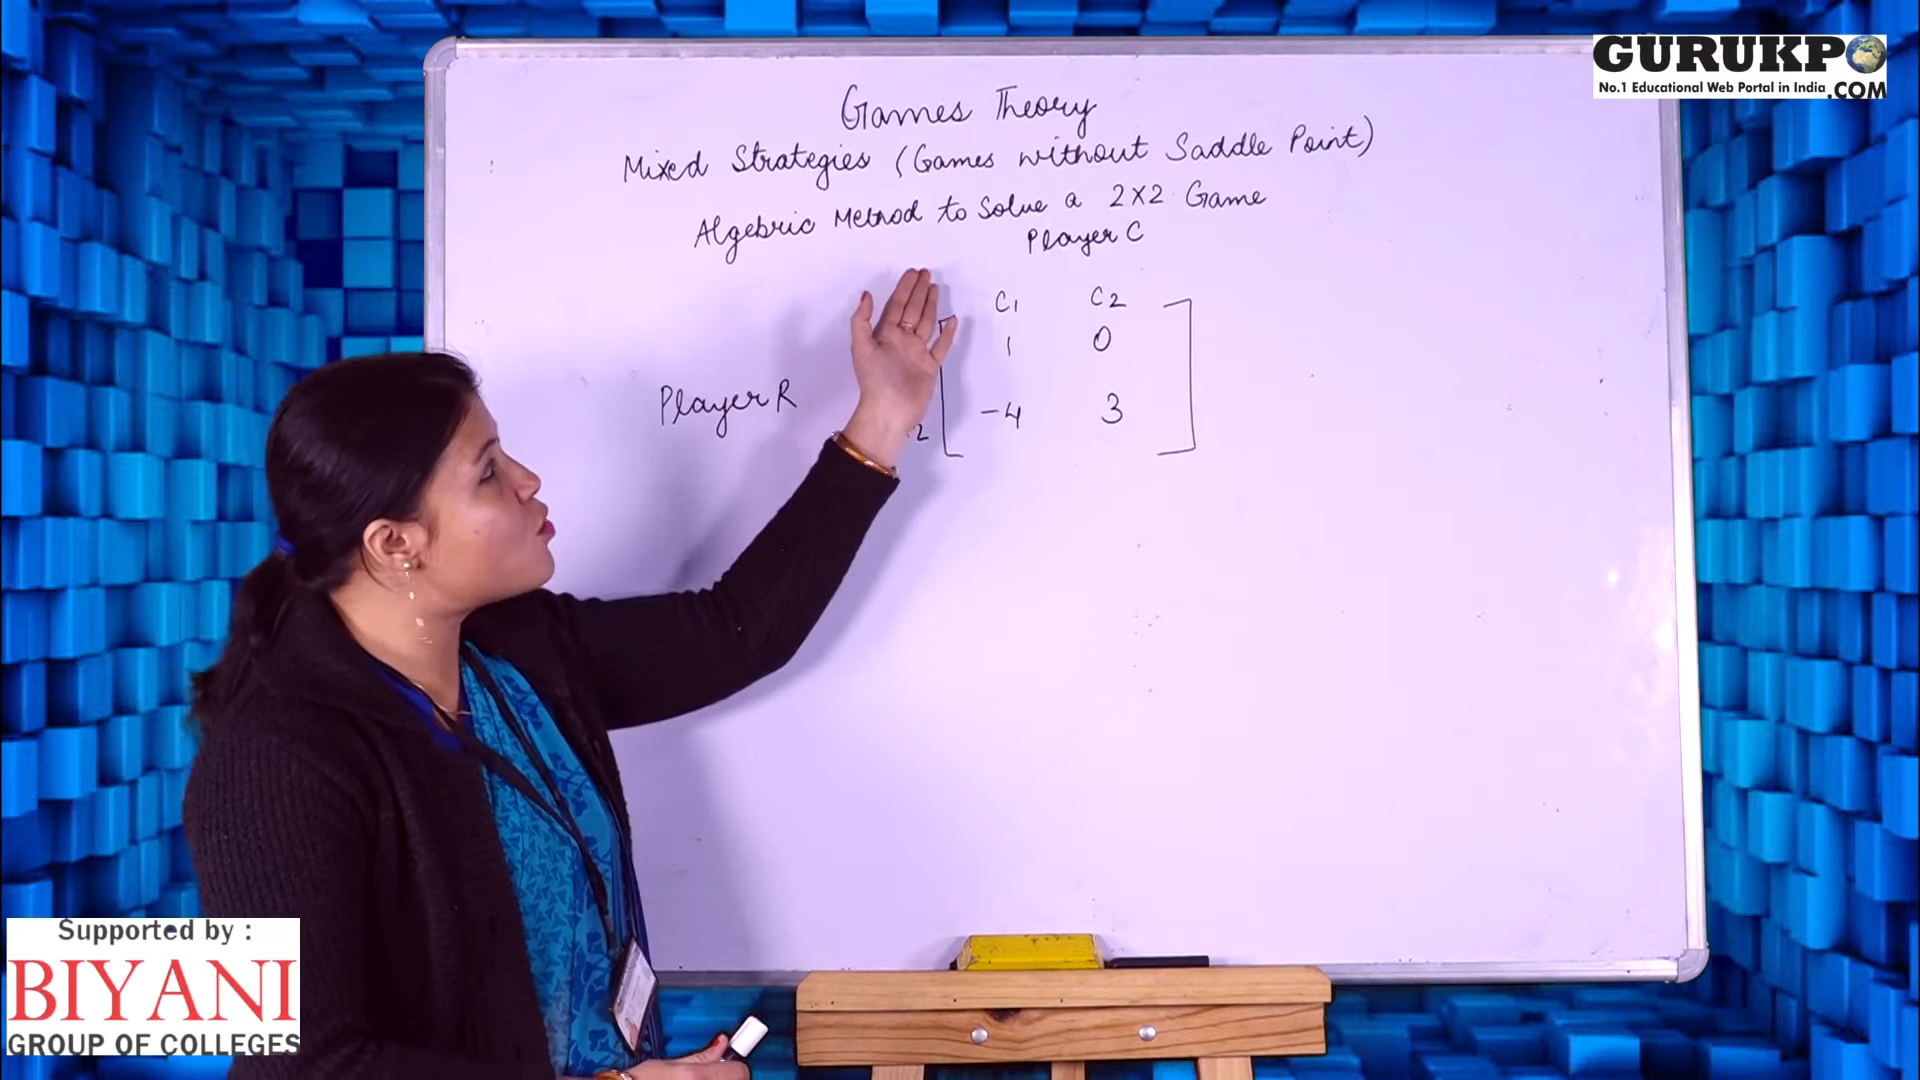 GURUKPO
No.1 Educational Web Portal in India .COM
Games Theory
Mixed Strategies (Games without Saddle Point)
Algebric Method to Solve a 2X2 Game
Player C
C1 C2
1 0
Player R
2 -4 3
Supported by :
BIYANI
GROUP OF COLLEGES